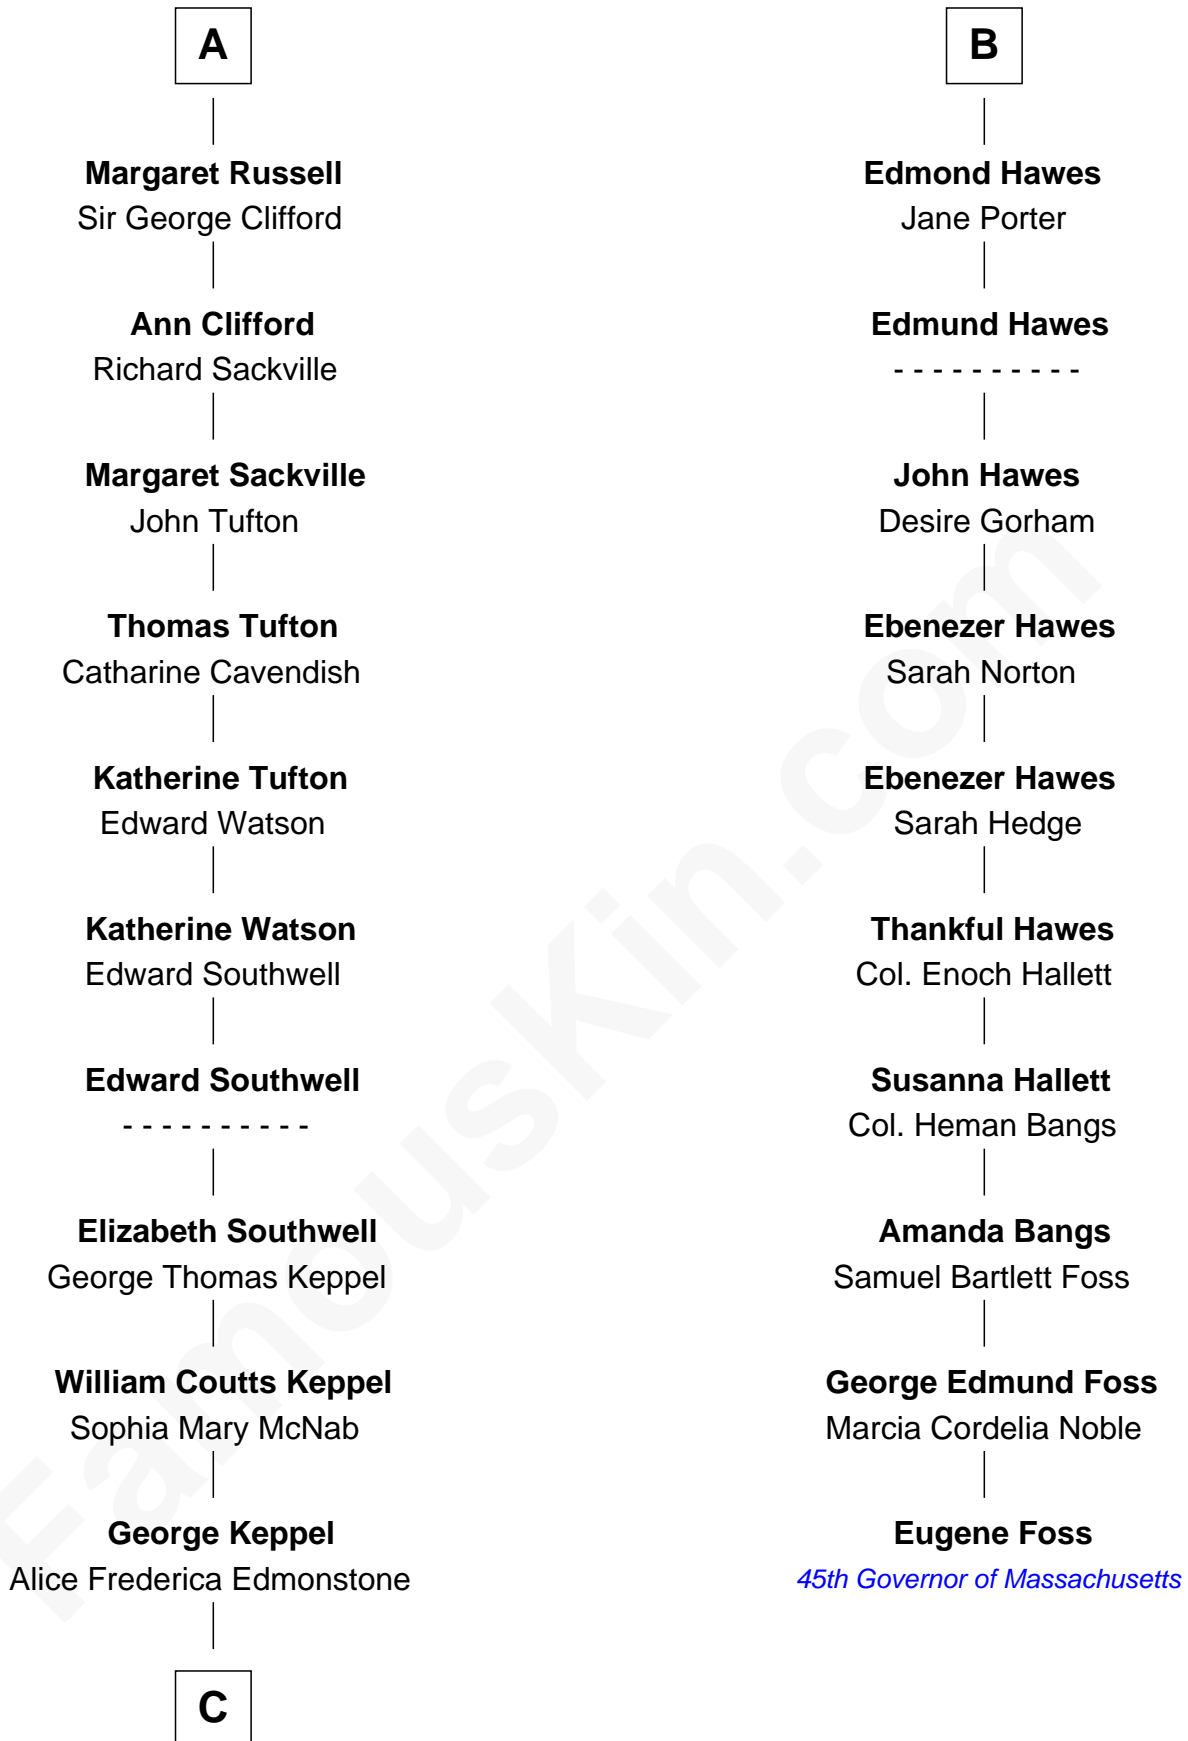 A
Margaret Russell
Sir George Clifford
Ann Clifford
Richard Sackville
Margaret Sackville
John Tufton
Thomas Tufton
Catharine Cavendish
Katherine Tufton
Edward Watson
Katherine Watson
Edward Southwell
Edward Southwell
- - - - - - - - - -
Elizabeth Southwell
George Thomas Keppel
William Coutts Keppel
Sophia Mary McNab
George Keppel
Alice Frederica Edmonstone
C
B
Edmond Hawes
Jane Porter
Edmund Hawes
- - - - - - - - - -
John Hawes
Desire Gorham
Ebenezer Hawes
Sarah Norton
Ebenezer Hawes
Sarah Hedge
Thankful Hawes
Col. Enoch Hallett
Susanna Hallett
Col. Heman Bangs
Amanda Bangs
Samuel Bartlett Foss
George Edmund Foss
Marcia Cordelia Noble
Eugene Foss
45th Governor of Massachusetts
FamousKin.com